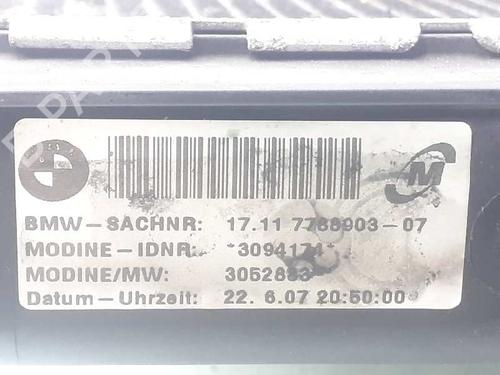 BMW
M
BMW-SACHNR: 17.11 7788903-07
MODINE-IDNR: *3094171*
MODINE/MW: 3052883
Datum-Uhrzeit: 22. 6.07 20:50:00